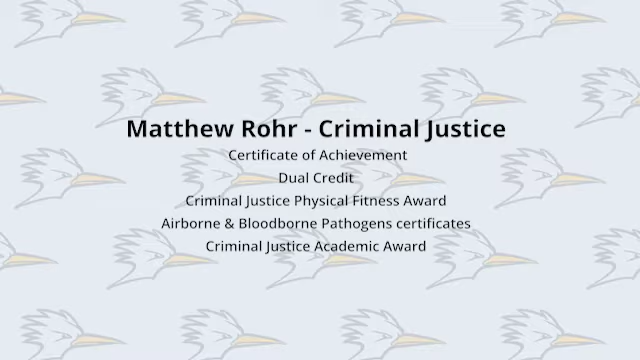 Matthew Rohr - Criminal Justice
Certificate of Achievement
Dual Credit
Criminal Justice Physical Fitness Award
Airborne & Bloodborne Pathogens certificates
Criminal Justice Academic Award